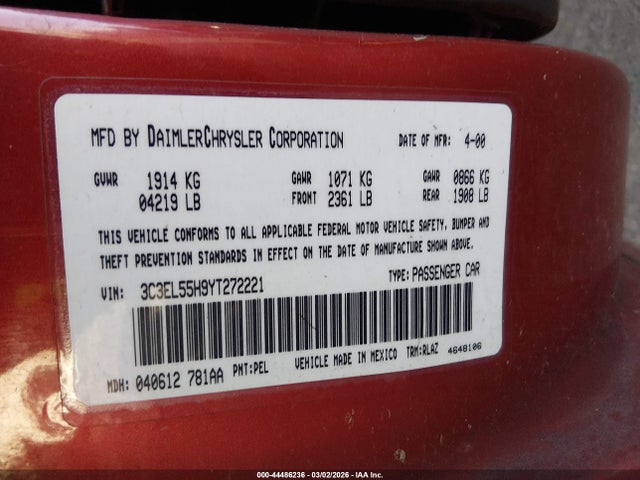 MFD BY DAIMLERCHRYSLER CORPORATION DATE OF MFR: 4-00
GVWR 1914 KG GAWR 1071 KG GAWR 0866 KG
04219 LB FRONT 2361 LB REAR 1908 LB
THIS VEHICLE CONFORMS TO ALL APPLICABLE FEDERAL MOTOR VEHICLE SAFETY, BUMPER AND
THEFT PREVENTION STANDARDS IN EFFECT ON THE DATE OF MANUFACTURE SHOWN ABOVE.
VIN: 3C3EL55H9YT272221 TYPE: PASSENGER CAR
MDH: 040612 781AA PNT: PEL VEHICLE MADE IN MEXICO TRM: RLAZ 4648106
000-44486236 - 03/02/2026 - IAA Inc.